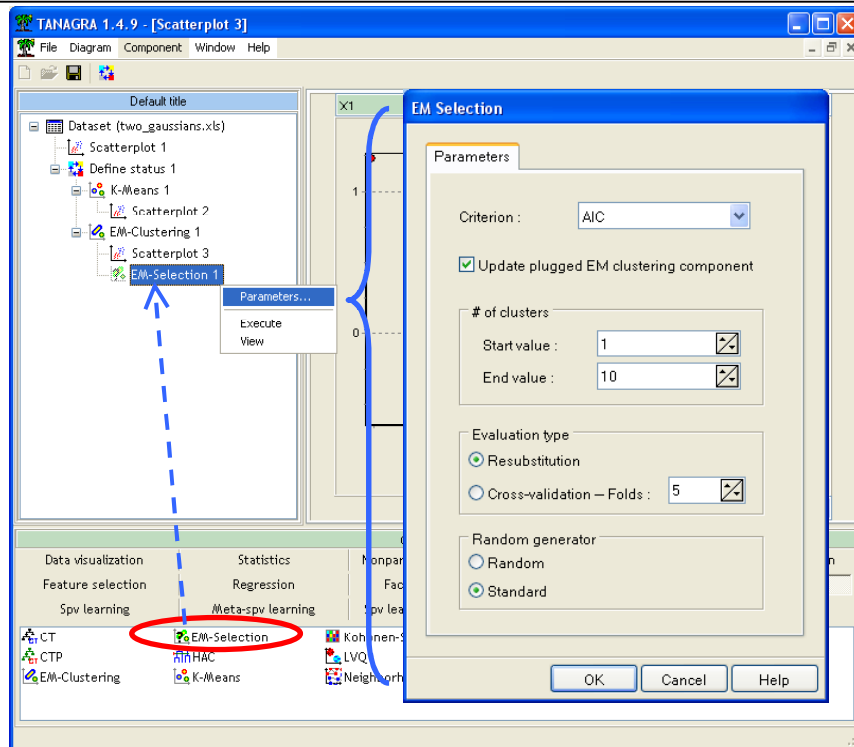 TANAGRA 1.4.9 - [Scatterplot 3]
File Diagram Component Window Help
Default title
Dataset (two_gaussians.xls)
Scatterplot 1
Define status 1
K-Means 1
Scatterplot 2
EM-Clustering 1
Scatterplot 3
EM-Selection 1
Parameters...
Execute
View
X1
1
0
EM Selection
Parameters
Criterion :
AIC
Update plugged EM clustering component
# of clusters
Start value :
1
End value :
10
Evaluation type
Resubstitution
Cross-validation – Folds :
5
Random generator
Random
Standard
OK
Cancel
Help
Data visualization
Statistics
Feature selection
Regression
Spv learning
Meta-spv learning
CT
EM-Selection
CTP
HAC
LVQ
EM-Clustering
K-Means